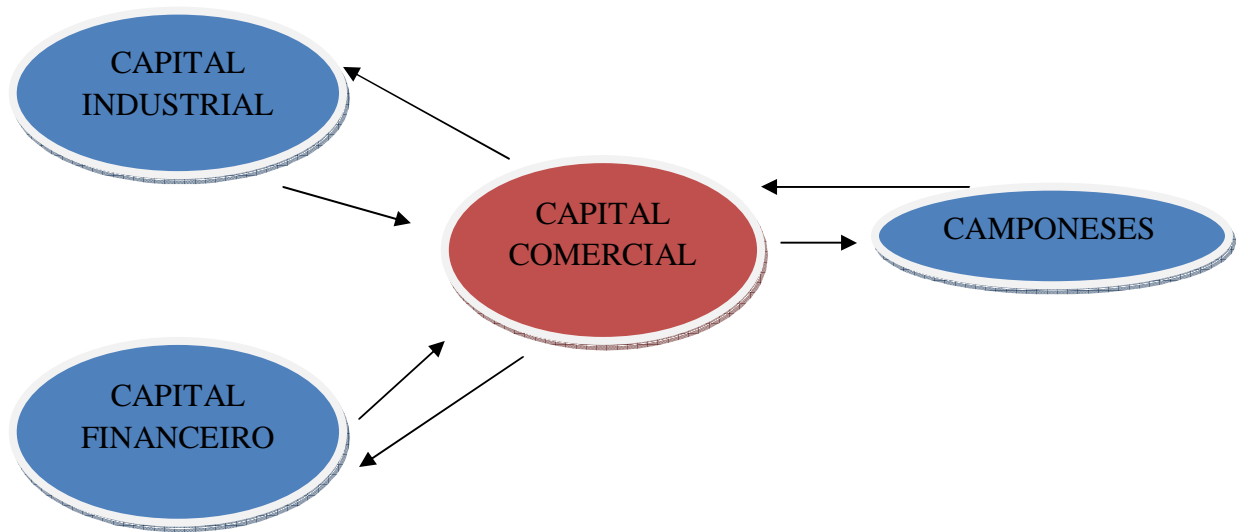 CAPITAL
INDUSTRIAL
CAPITAL
COMERCIAL
CAMPONESES
CAPITAL
FINANCEIRO